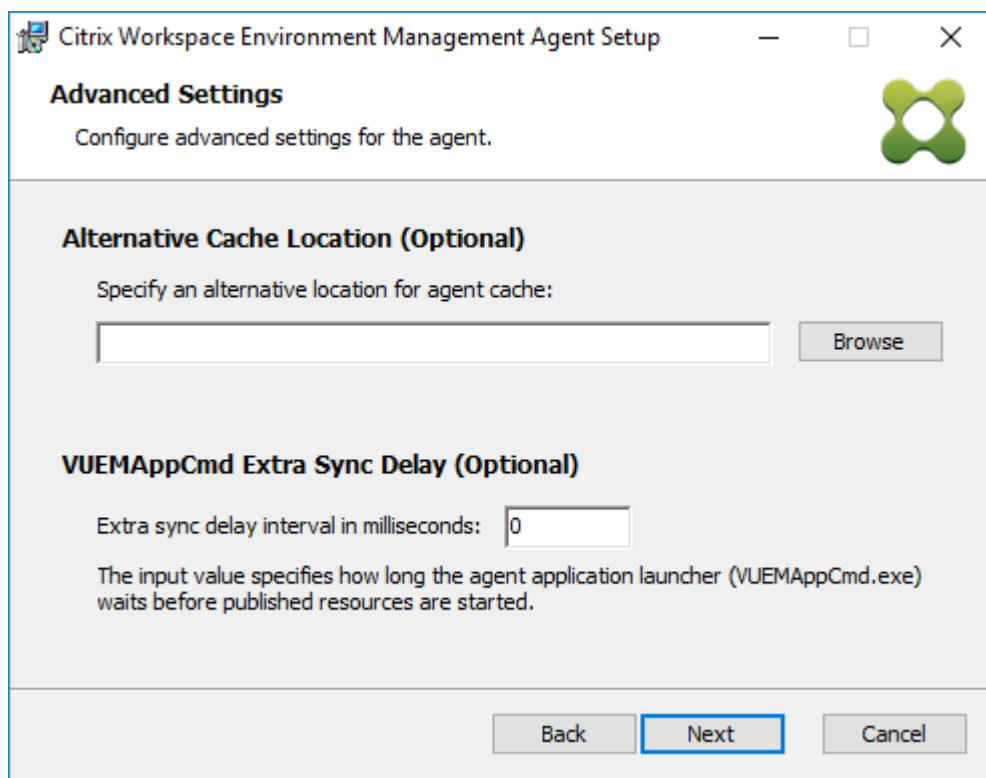 Citrix Workspace Environment Management Agent Setup
Advanced Settings
Configure advanced settings for the agent.
Alternative Cache Location (Optional)
Specify an alternative location for agent cache:
Browse
VUEMAppCmd Extra Sync Delay (Optional)
Extra sync delay interval in milliseconds: 0
The input value specifies how long the agent application launcher (VUEMAppCmd.exe)
waits before published resources are started.
Back Next Cancel